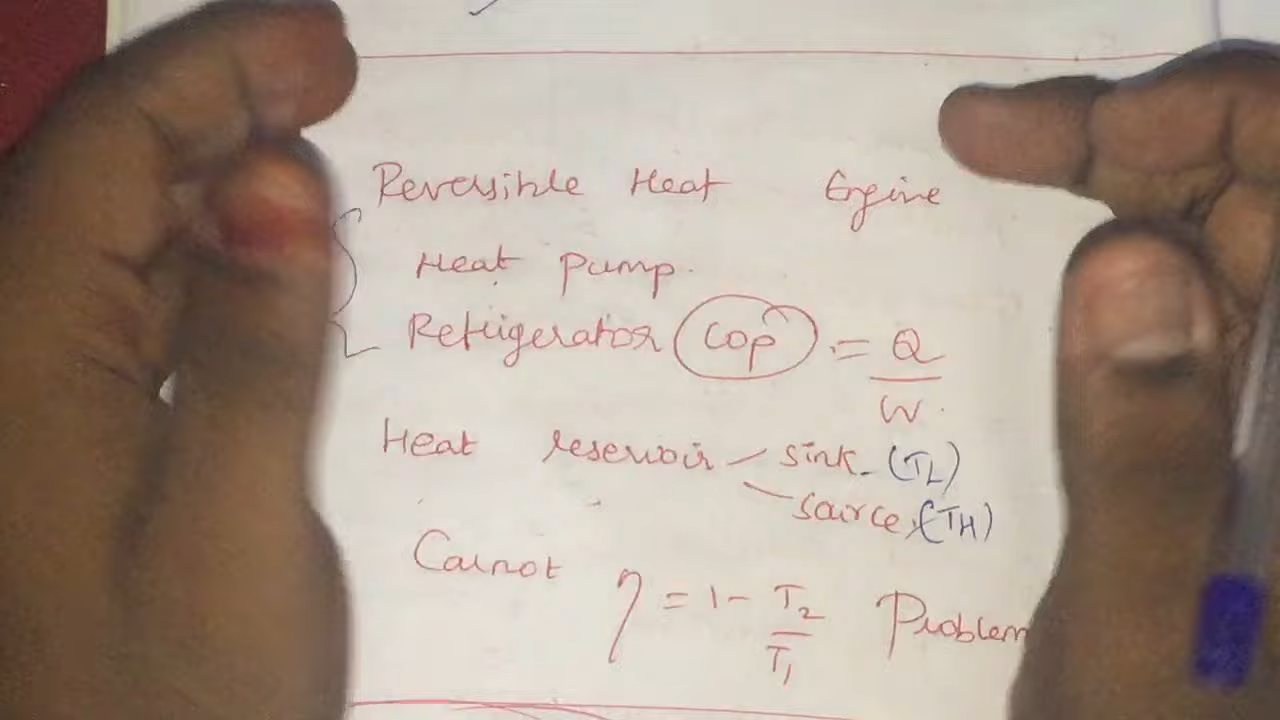 Reversible Heat Engine
Heat pump.
Refrigerator COP = Q
W.
Heat reservoir sink (TL)
source (TH)
Carnot η = 1 - T2 Problem
T1